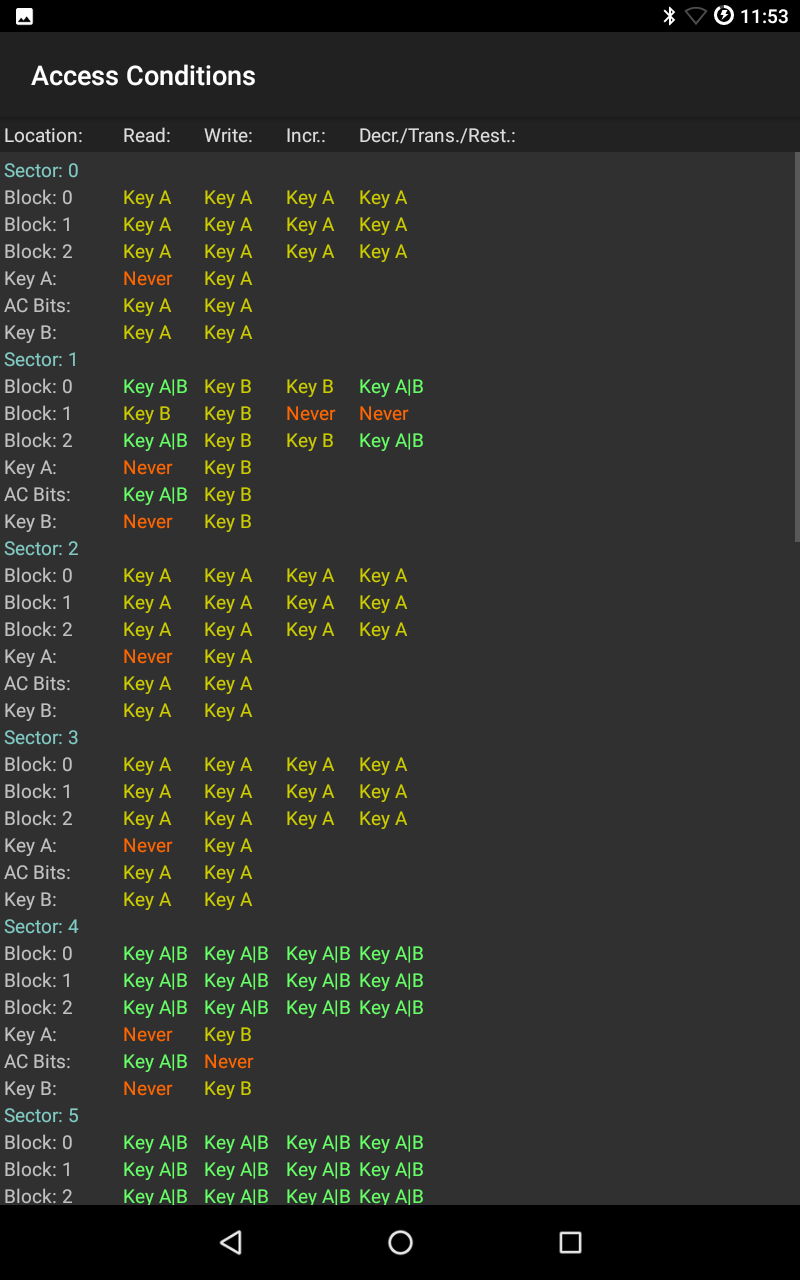 11:53
Access Conditions
Location: Read: Write: Incr.: Decr./Trans./Rest.:
Sector: 0
Block: 0 Key A Key A Key A Key A
Block: 1 Key A Key A Key A Key A
Block: 2 Key A Key A Key A Key A
Key A: Never Key A
AC Bits: Key A Key A
Key B: Key A Key A
Sector: 1
Block: 0 Key A|B Key B Key B Key A|B
Block: 1 Key B Key B Never Never
Block: 2 Key A|B Key B Key B Key A|B
Key A: Never Key B
AC Bits: Key A|B Key B
Key B: Never Key B
Sector: 2
Block: 0 Key A Key A Key A Key A
Block: 1 Key A Key A Key A Key A
Block: 2 Key A Key A Key A Key A
Key A: Never Key A
AC Bits: Key A Key A
Key B: Key A Key A
Sector: 3
Block: 0 Key A Key A Key A Key A
Block: 1 Key A Key A Key A Key A
Block: 2 Key A Key A Key A Key A
Key A: Never Key A
AC Bits: Key A Key A
Key B: Key A Key A
Sector: 4
Block: 0 Key A|B Key A|B Key A|B Key A|B
Block: 1 Key A|B Key A|B Key A|B Key A|B
Block: 2 Key A|B Key A|B Key A|B Key A|B
Key A: Never Key B
AC Bits: Key A|B Never
Key B: Never Key B
Sector: 5
Block: 0 Key A|B Key A|B Key A|B Key A|B
Block: 1 Key A|B Key A|B Key A|B Key A|B
Block: 2 Key A|B Key A|B Key A|B Key A|B